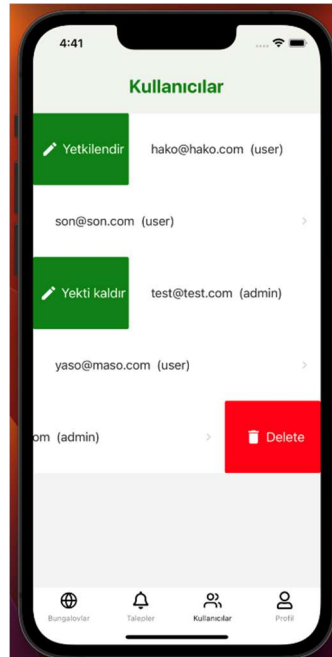 4:41
Kullanıcılar
Yetkilendir hako@hako.com (user)
son@son.com (user)
Yekti kaldır test@test.com (admin)
yaso@maso.com (user)
om (admin) Delete
Bungalovlar Talepler Kullanıcılar Profil